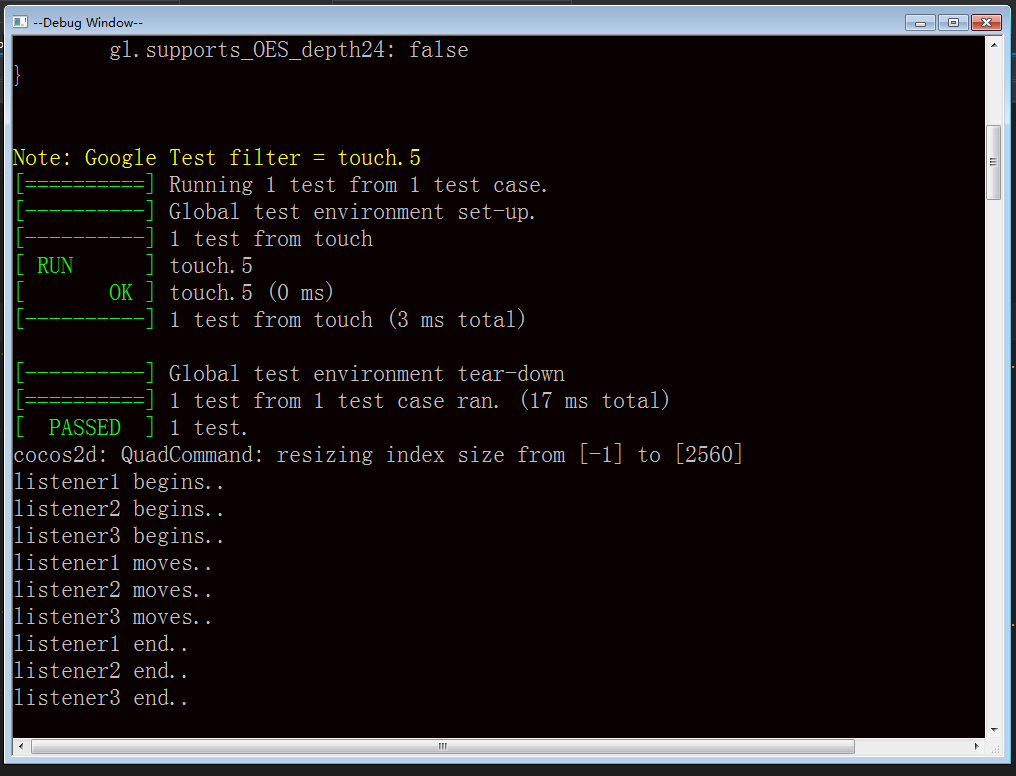 --Debug Window--
gl.supports_OES_depth24: false
}
Note: Google Test filter = touch.5
[==========] Running 1 test from 1 test case.
[----------] Global test environment set-up.
[----------] 1 test from touch
[ RUN      ] touch.5
[       OK ] touch.5 (0 ms)
[----------] 1 test from touch (3 ms total)
[----------] Global test environment tear-down
[==========] 1 test from 1 test case ran. (17 ms total)
[  PASSED  ] 1 test.
cocos2d: QuadCommand: resizing index size from [-1] to [2560]
listener1 begins..
listener2 begins..
listener3 begins..
listener1 moves..
listener2 moves..
listener3 moves..
listener1 end..
listener2 end..
listener3 end..